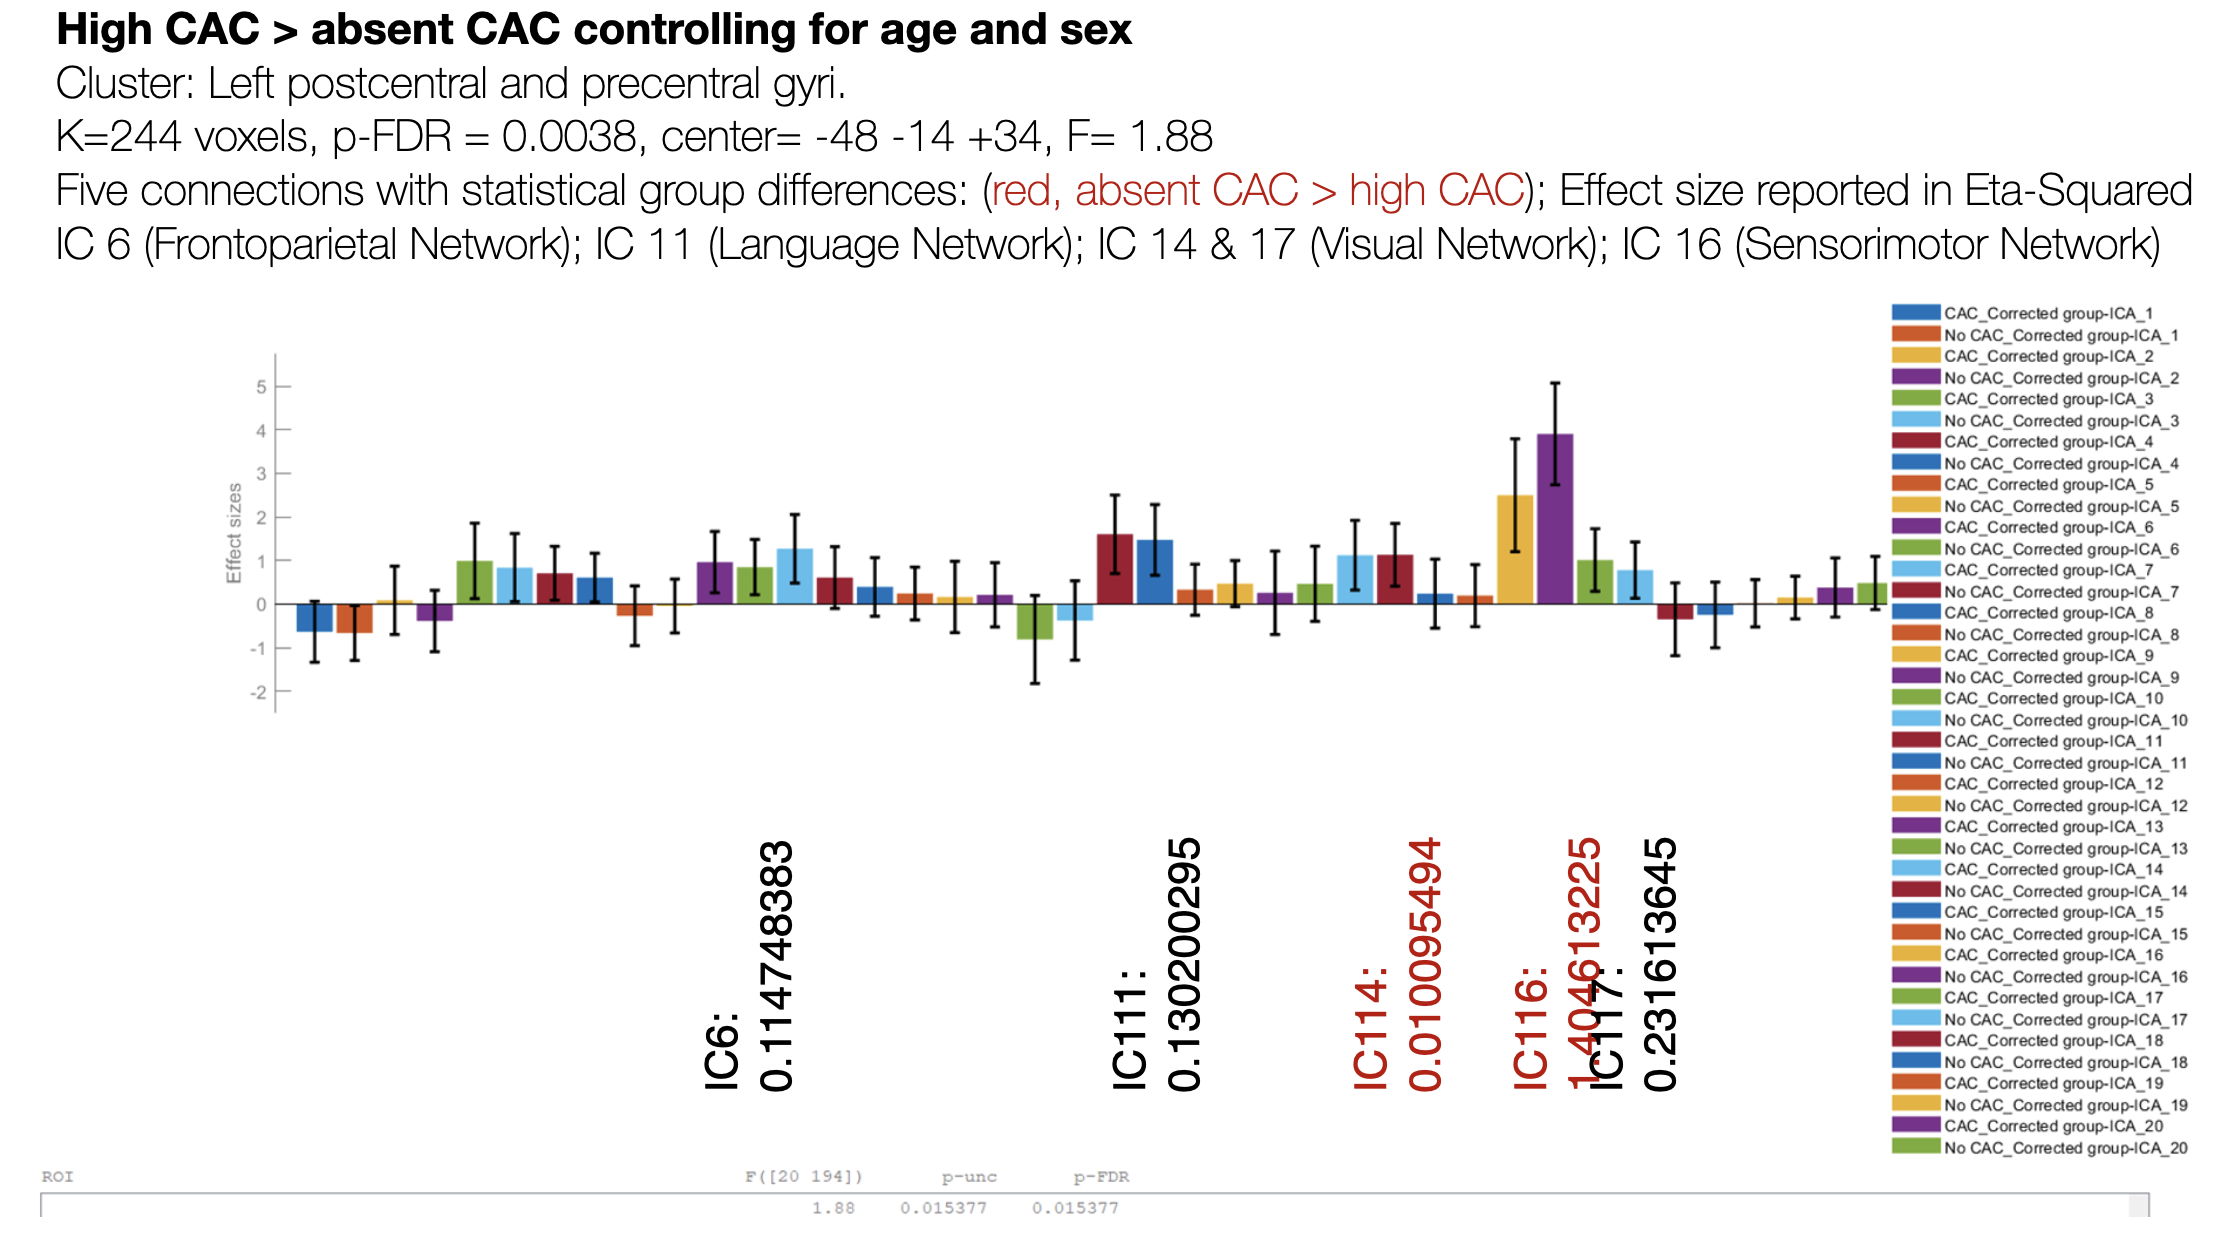 High CAC > absent CAC controlling for age and sex
Cluster: Left postcentral and precentral gyri.
K=244 voxels, p-FDR = 0.0038, center= -48 -14 +34, F= 1.88
Five connections with statistical group differences: (red, absent CAC > high CAC); Effect size reported in Eta-Squared
IC 6 (Frontoparietal Network); IC 11 (Language Network); IC 14 & 17 (Visual Network); IC 16 (Sensorimotor Network)
Effect sizes
5
4
3
2
1
0
-1
-2
CAC_Corrected group-ICA_1
No CAC_Corrected group-ICA_1
CAC_Corrected group-ICA_2
No CAC_Corrected group-ICA_2
CAC_Corrected group-ICA_3
No CAC_Corrected group-ICA_3
CAC_Corrected group-ICA_4
No CAC_Corrected group-ICA_4
CAC_Corrected group-ICA_5
No CAC_Corrected group-ICA_5
CAC_Corrected group-ICA_6
No CAC_Corrected group-ICA_6
CAC_Corrected group-ICA_7
No CAC_Corrected group-ICA_7
CAC_Corrected group-ICA_8
No CAC_Corrected group-ICA_8
CAC_Corrected group-ICA_9
No CAC_Corrected group-ICA_9
CAC_Corrected group-ICA_10
No CAC_Corrected group-ICA_10
CAC_Corrected group-ICA_11
No CAC_Corrected group-ICA_11
CAC_Corrected group-ICA_12
No CAC_Corrected group-ICA_12
CAC_Corrected group-ICA_13
No CAC_Corrected group-ICA_13
CAC_Corrected group-ICA_14
No CAC_Corrected group-ICA_14
CAC_Corrected group-ICA_15
No CAC_Corrected group-ICA_15
CAC_Corrected group-ICA_16
No CAC_Corrected group-ICA_16
CAC_Corrected group-ICA_17
No CAC_Corrected group-ICA_17
CAC_Corrected group-ICA_18
No CAC_Corrected group-ICA_18
CAC_Corrected group-ICA_19
No CAC_Corrected group-ICA_19
CAC_Corrected group-ICA_20
No CAC_Corrected group-ICA_20
IC6:
0.114748383
IC111:
0.1302000295
IC114:
0.0100095494
IC116:
1.404613225
IC117:
0.2316136645
ROI F([20 194]) p-unc p-FDR
1.88 0.015377 0.015377